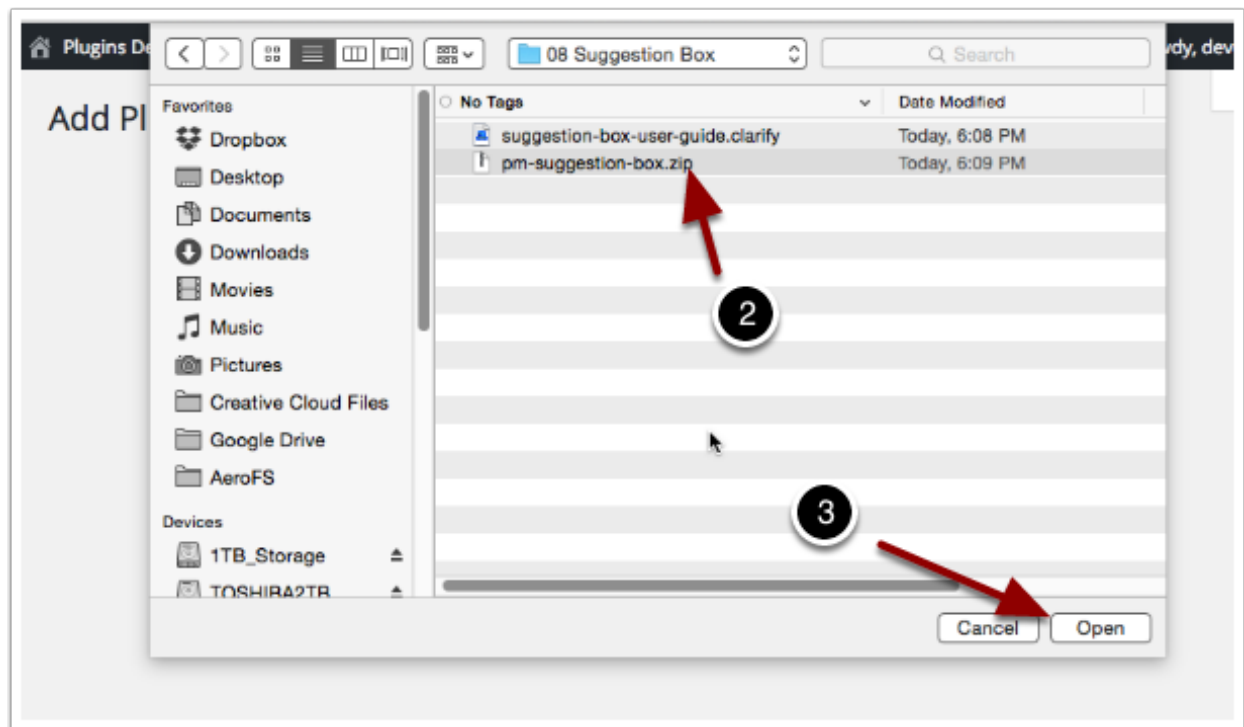 Plugins De
08 Suggestion Box
Search
wdy, dev
Add Pl
Favorites
No Tags
Date Modified
Dropbox
suggestion-box-user-guide.clarify
Today, 6:08 PM
pm-suggestion-box.zip
Today, 6:09 PM
Desktop
Documents
Downloads
Movies
2
Music
Pictures
Creative Cloud Files
Google Drive
AeroFS
3
Devices
1TB_Storage
TOSHIBA2TB
Cancel
Open